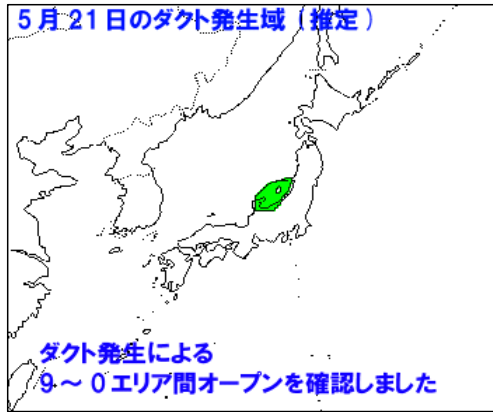 5月21日のダクト発生域（推定）
ダクト発生による
9～0エリア間オープンを確認しました